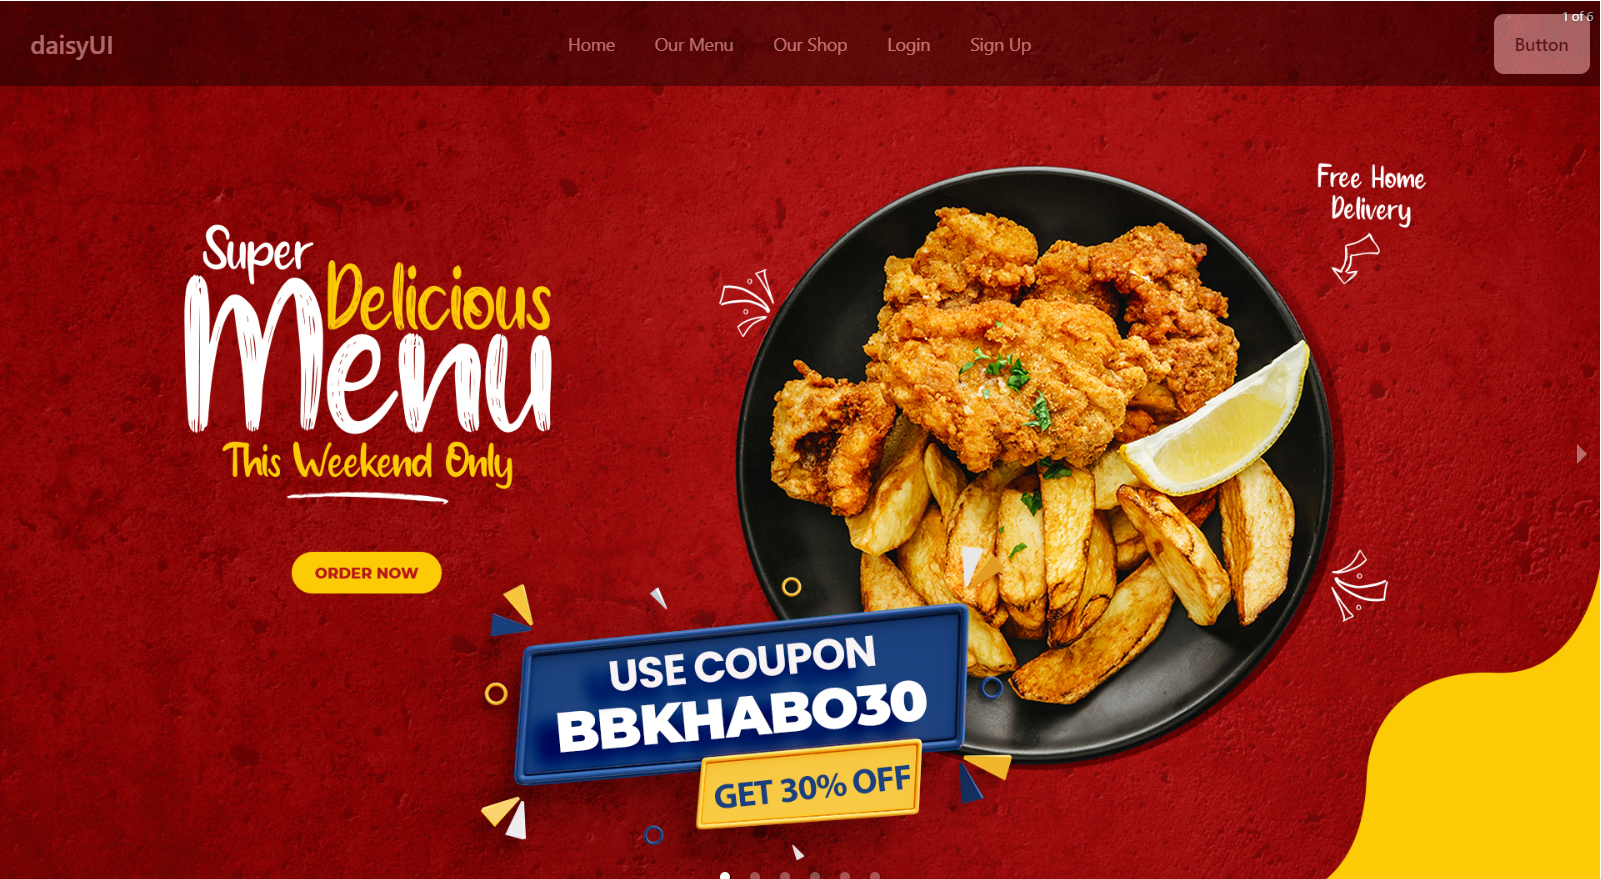 daisyUI
Home Our Menu Our Shop Login Sign Up
Button
1 of 6
Free Home
Delivery
Super
Delicious
Menu
This Weekend Only
ORDER NOW
USE COUPON
BBKHABO30
GET 30% OFF